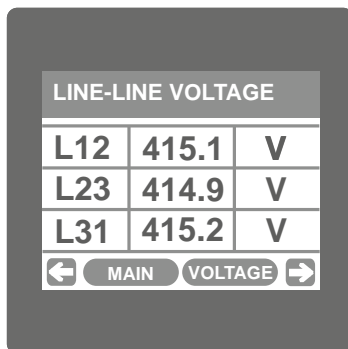 LINE-LINE VOLTAGE
L12 415.1 V
L23 414.9 V
L31 415.2 V
MAIN VOLTAGE